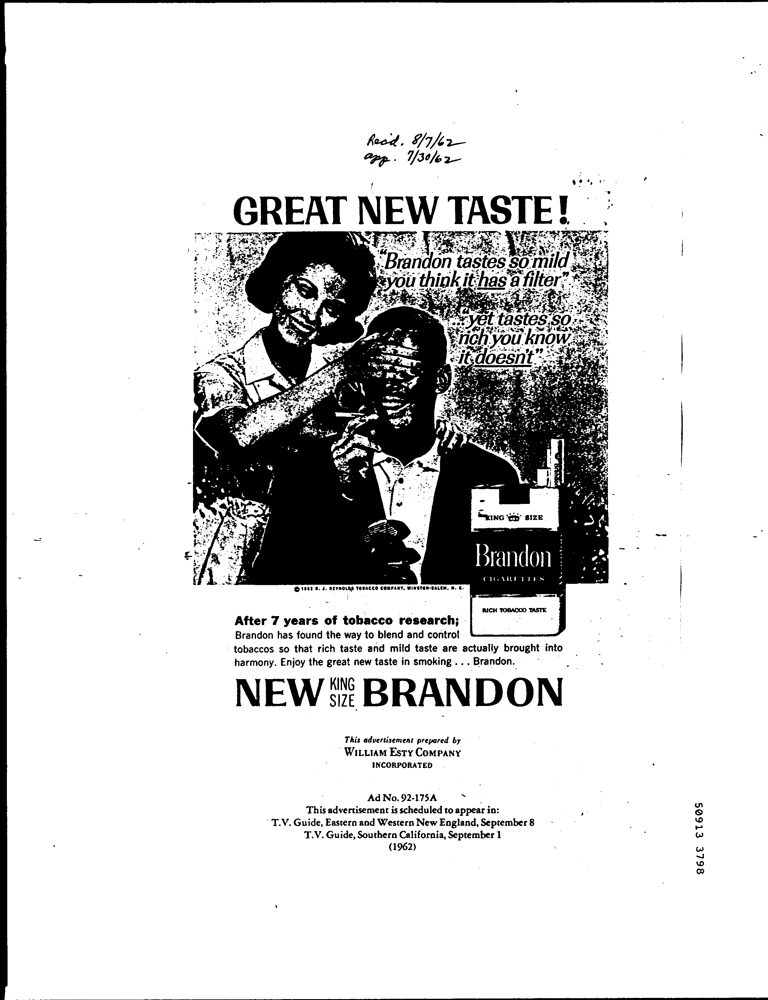 Rec'd. 8/7/62
app. 7/30/62
GREAT NEW TASTE!
"Brandon tastes so mild
you think it has a filter"
"yet tastes so
rich you know
it doesn't"
KING SIZE
Brandon
CIGARETTES
RICH TOBACCO TASTE
© 1962 R. J. REYNOLDS TOBACCO COMPANY, WINSTON-SALEM, N. C.
After 7 years of tobacco research;
Brandon has found the way to blend and control
tobaccos so that rich taste and mild taste are actually brought into
harmony. Enjoy the great new taste in smoking . . . Brandon.
NEW KING SIZE BRANDON
This advertisement prepared by
WILLIAM ESTY COMPANY
INCORPORATED
Ad No. 92-175A
This advertisement is scheduled to appear in:
T.V. Guide, Eastern and Western New England, September 8
T.V. Guide, Southern California, September 1
(1962)
50913 3798